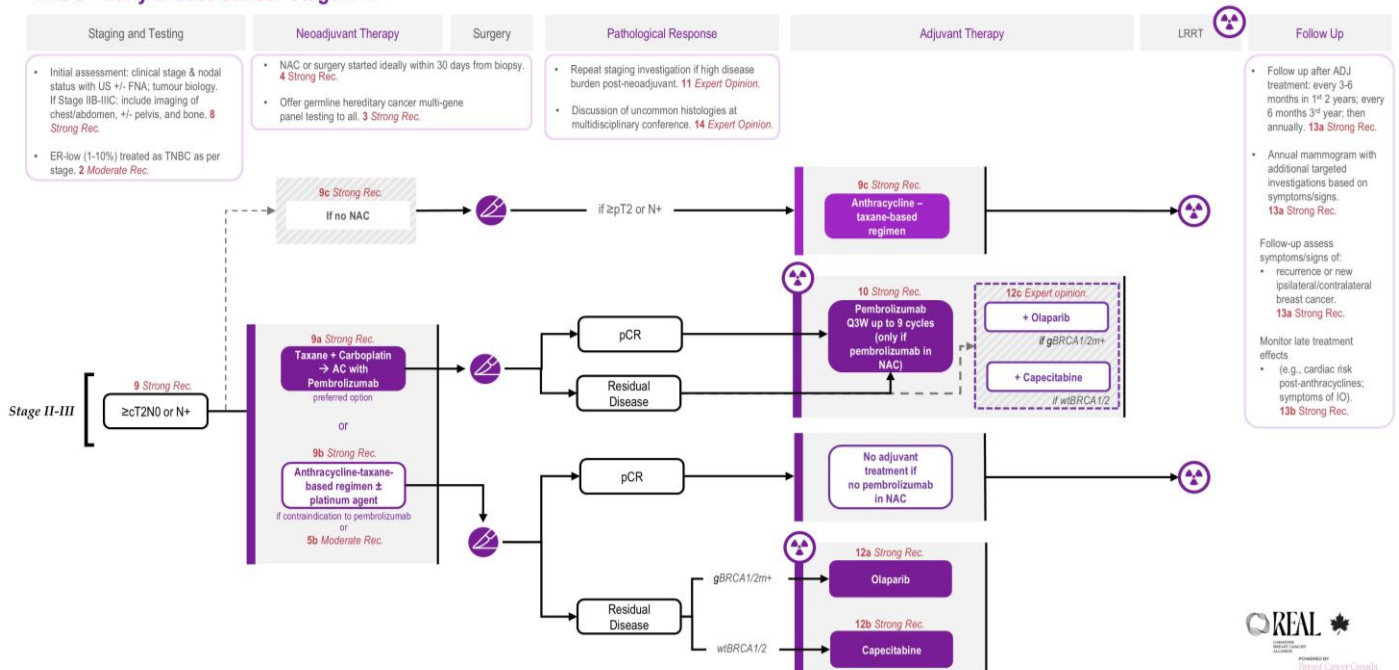 Staging and Testing
Neoadjuvant Therapy
Surgery
Pathological Response
Adjuvant Therapy
LRRT
Follow Up
• Initial assessment: clinical stage & nodal
status with US +/- FNA; tumour biology.
If Stage IIB-IIIC: include imaging of
chest/abdomen, +/- pelvis, and bone. 8
Strong Rec.
• ER-low (1-10%) treated as TNBC as per
stage. 2 Moderate Rec.
• NAC or surgery started ideally within 30 days from biopsy.
4 Strong Rec.
• Offer germline hereditary cancer multi-gene
panel testing to all. 3 Strong Rec.
• Repeat staging investigation if high disease
burden post-neoadjuvant. 11 Expert Opinion.
• Discussion of uncommon histologies at
multidisciplinary conference. 14 Expert Opinion.
• Follow up after ADJ
treatment: every 3-6
months in 1st 2 years; every
6 months 3rd year; then
annually. 13a Strong Rec.
• Annual mammogram with
additional targeted
investigations based on
symptoms/signs.
13a Strong Rec.
Follow-up assess
symptoms/signs of:
• recurrence or new
ipsilateral/contralateral
breast cancer.
13a Strong Rec.
Monitor late treatment
effects
• (e.g., cardiac risk
post-anthracyclines;
symptoms of IO).
13b Strong Rec.
9c Strong Rec.
If no NAC
if ≥pT2 or N+
9c Strong Rec.
Anthracycline –
taxane-based
regimen
Stage II-III
9 Strong Rec.
≥cT2N0 or N+
9a Strong Rec.
Taxane + Carboplatin
→ AC with
Pembrolizumab
preferred option
or
9b Strong Rec.
Anthracycline-taxane-
based regimen ±
platinum agent
if contraindication to pembrolizumab
or
5b Moderate Rec.
pCR
Residual
Disease
10 Strong Rec.
Pembrolizumab
Q3W up to 9 cycles
(only if
pembrolizumab in
NAC)
12c Expert opinion.
+ Olaparib
if gBRCA1/2m+
+ Capecitabine
if wtBRCA1/2
pCR
No adjuvant
treatment if
no pembrolizumab
in NAC
Residual
Disease
gBRCA1/2m+
12a Strong Rec.
Olaparib
wtBRCA1/2
12b Strong Rec.
Capecitabine
REAL
CANADIAN
BREAST CANCER
ALLIANCE
POWERED BY
Breast Cancer Canada